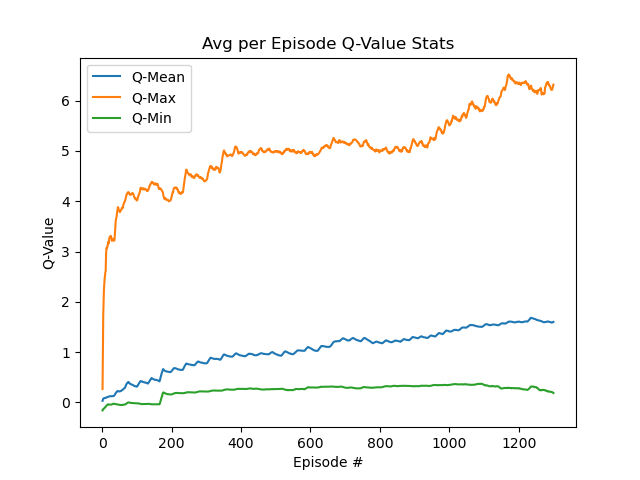 Avg per Episode Q-Value Stats
Q-Mean
Q-Max
Q-Min
6
5
4
3
2
1
0
Q-Value
0 200 400 600 800 1000 1200
Episode #